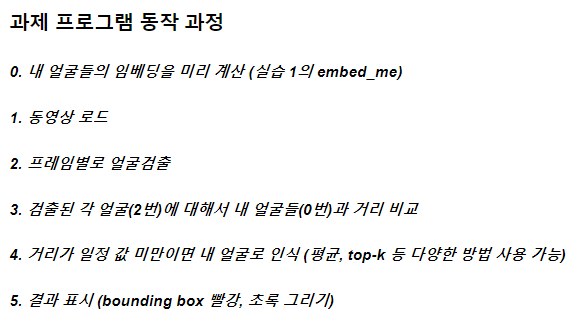 과제 프로그램 동작 과정
0. 내 얼굴들의 임베딩을 미리 계산 (실습 1의 embed_me)
1. 동영상 로드
2. 프레임별로 얼굴검출
3. 검출된 각 얼굴(2번)에 대해서 내 얼굴들(0번)과 거리 비교
4. 거리가 일정 값 미만이면 내 얼굴로 인식 (평균, top-k 등 다양한 방법 사용 가능)
5. 결과 표시 (bounding box 빨강, 초록 그리기)